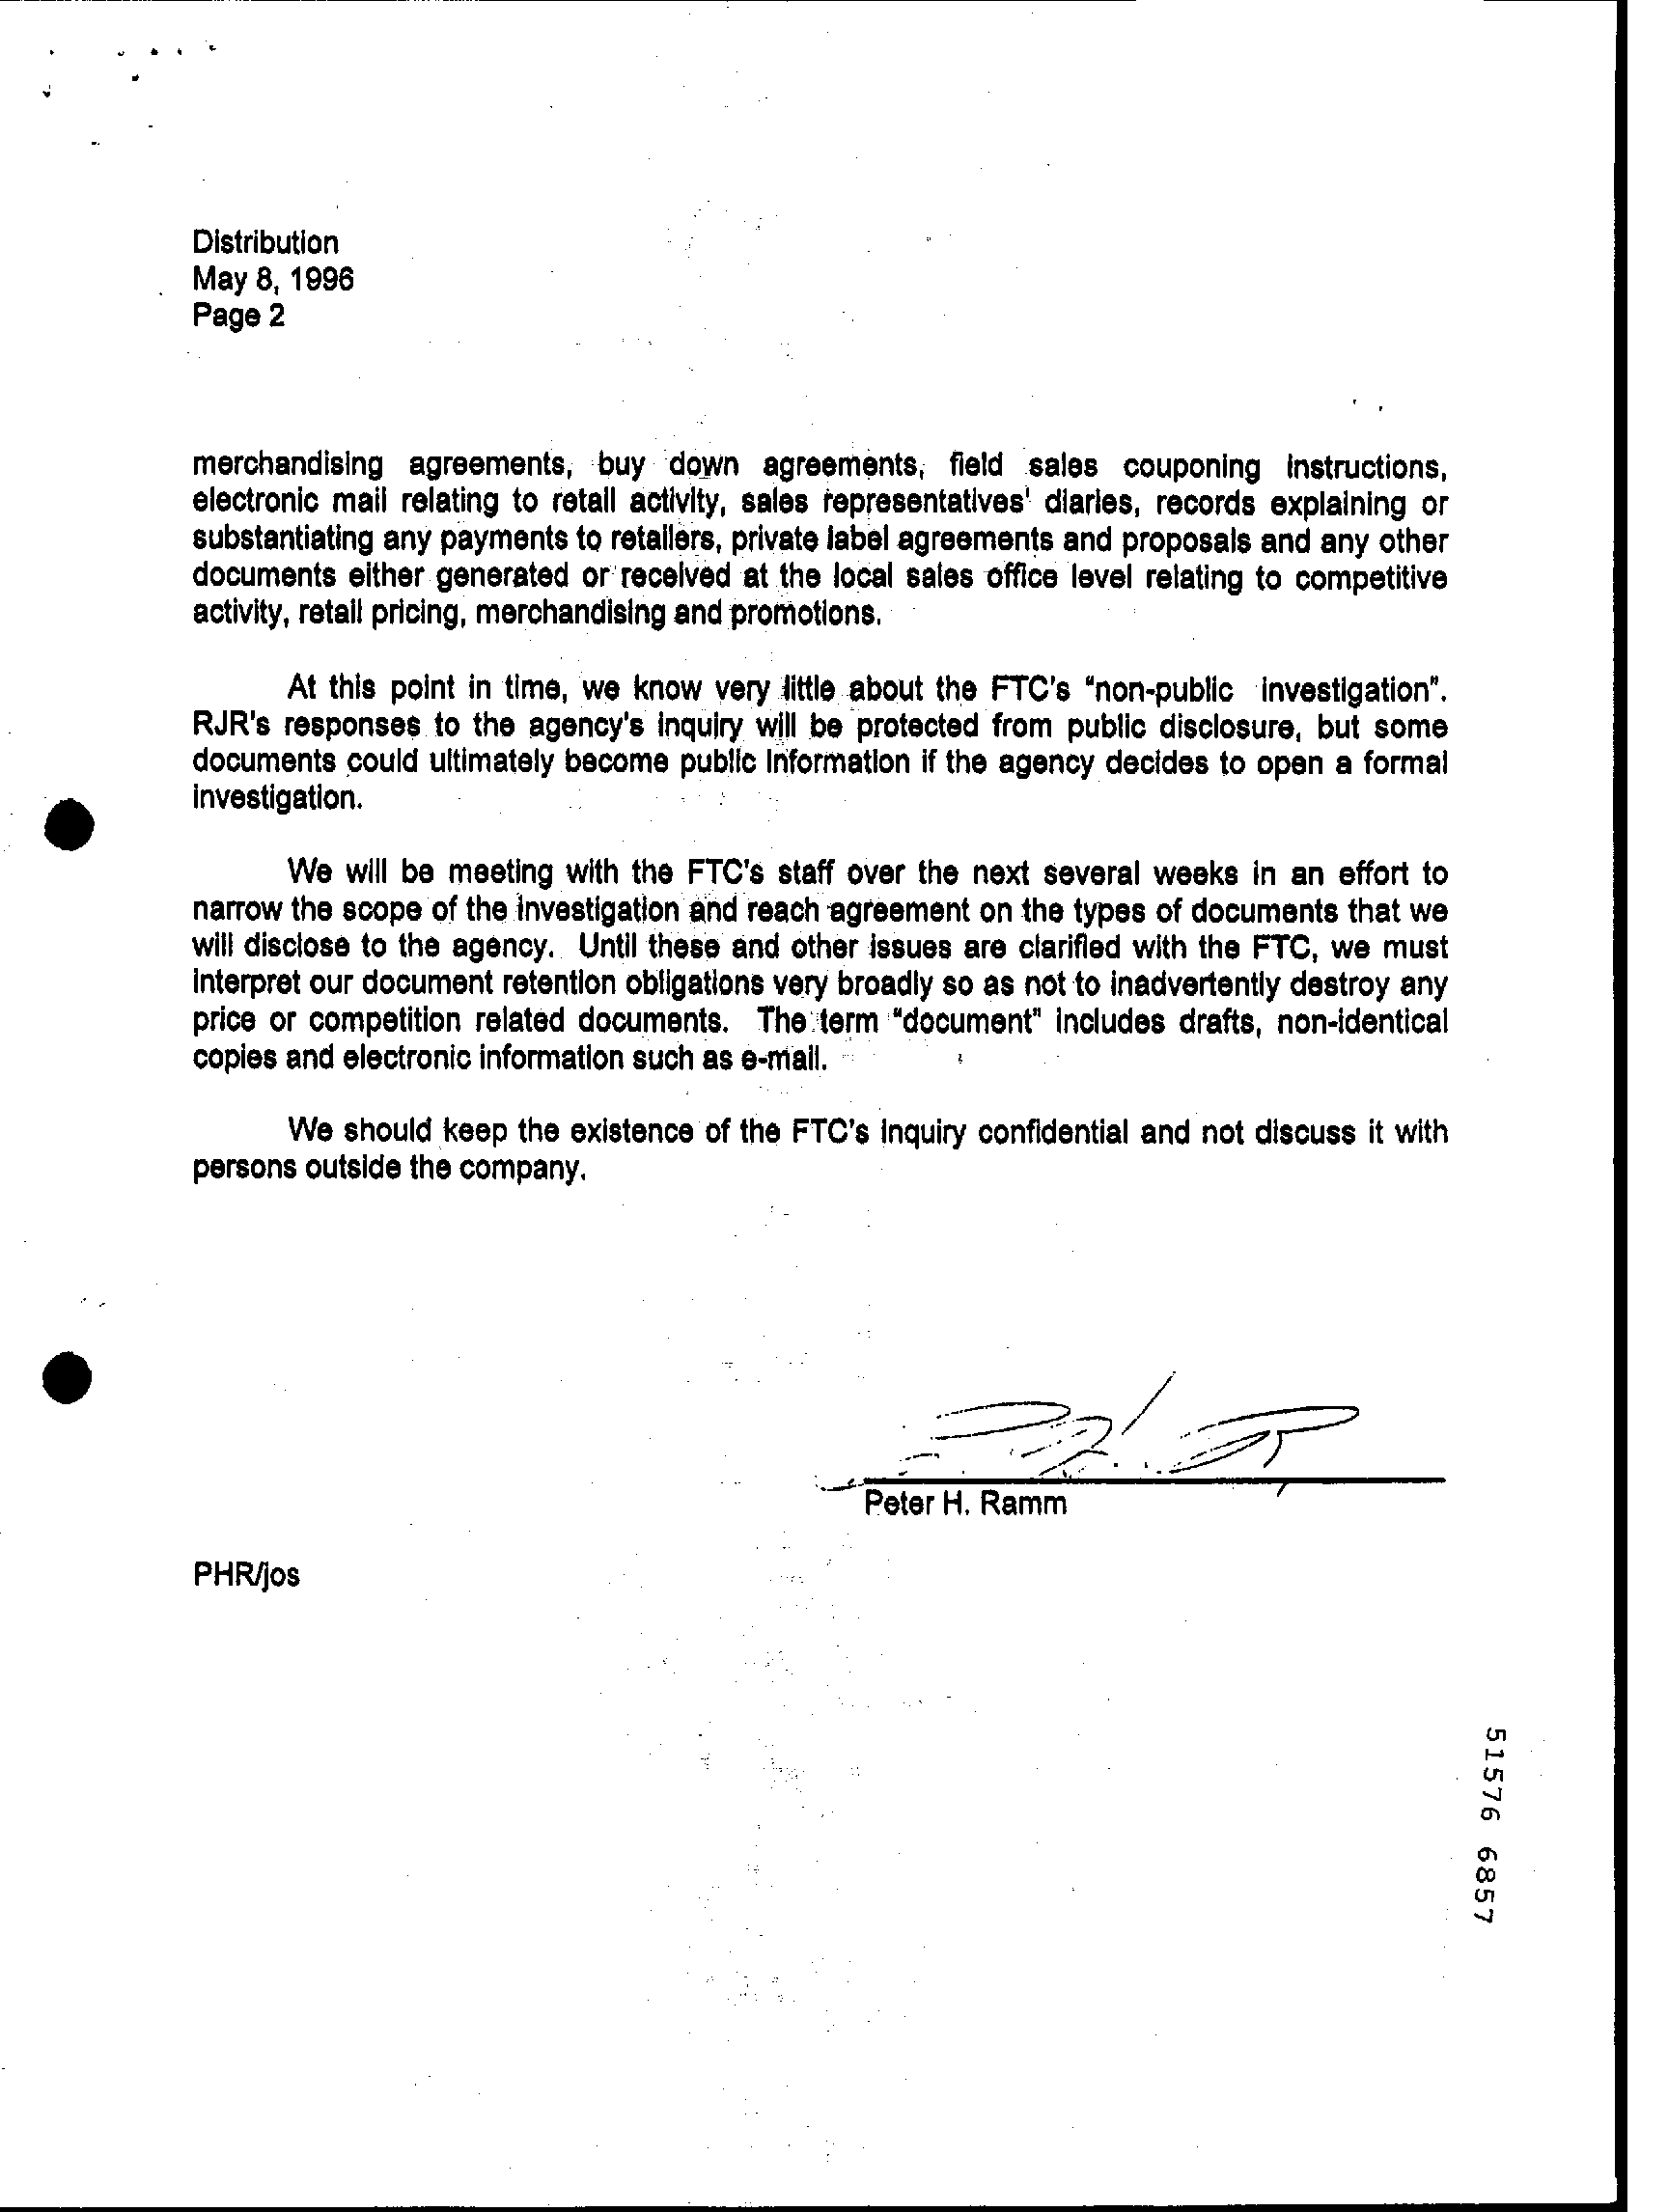 Distribution
May 8, 1996
Page 2
merchandising agreements, buy down agreements, field sales couponing instructions,
electronic mail relating to retail activity, sales representatives' diaries, records explaining or
substantiating any payments to retailers, private label agreements and proposals and any other
documents either generated or received at the local sales office level relating to competitive
activity, retail pricing, merchandising and promotions.
At this point in time, we know very little about the FTC's "non-public investigation".
RJR's responses to the agency's inquiry will be protected from public disclosure, but some
documents could ultimately become public information if the agency decides to open a formal
investigation.
We will be meeting with the FTC's staff over the next several weeks in an effort to
narrow the scope of the investigation and reach agreement on the types of documents that we
will disclose to the agency. Until these and other issues are clarified with the FTC, we must
interpret our document retention obligations very broadly so as not to inadvertently destroy any
price or competition related documents. The term "document" includes drafts, non-identical
copies and electronic information such as e-mail.
We should keep the existence of the FTC's inquiry confidential and not discuss it with
persons outside the company.
Peter H. Ramm
PHR/jos
51576 6857